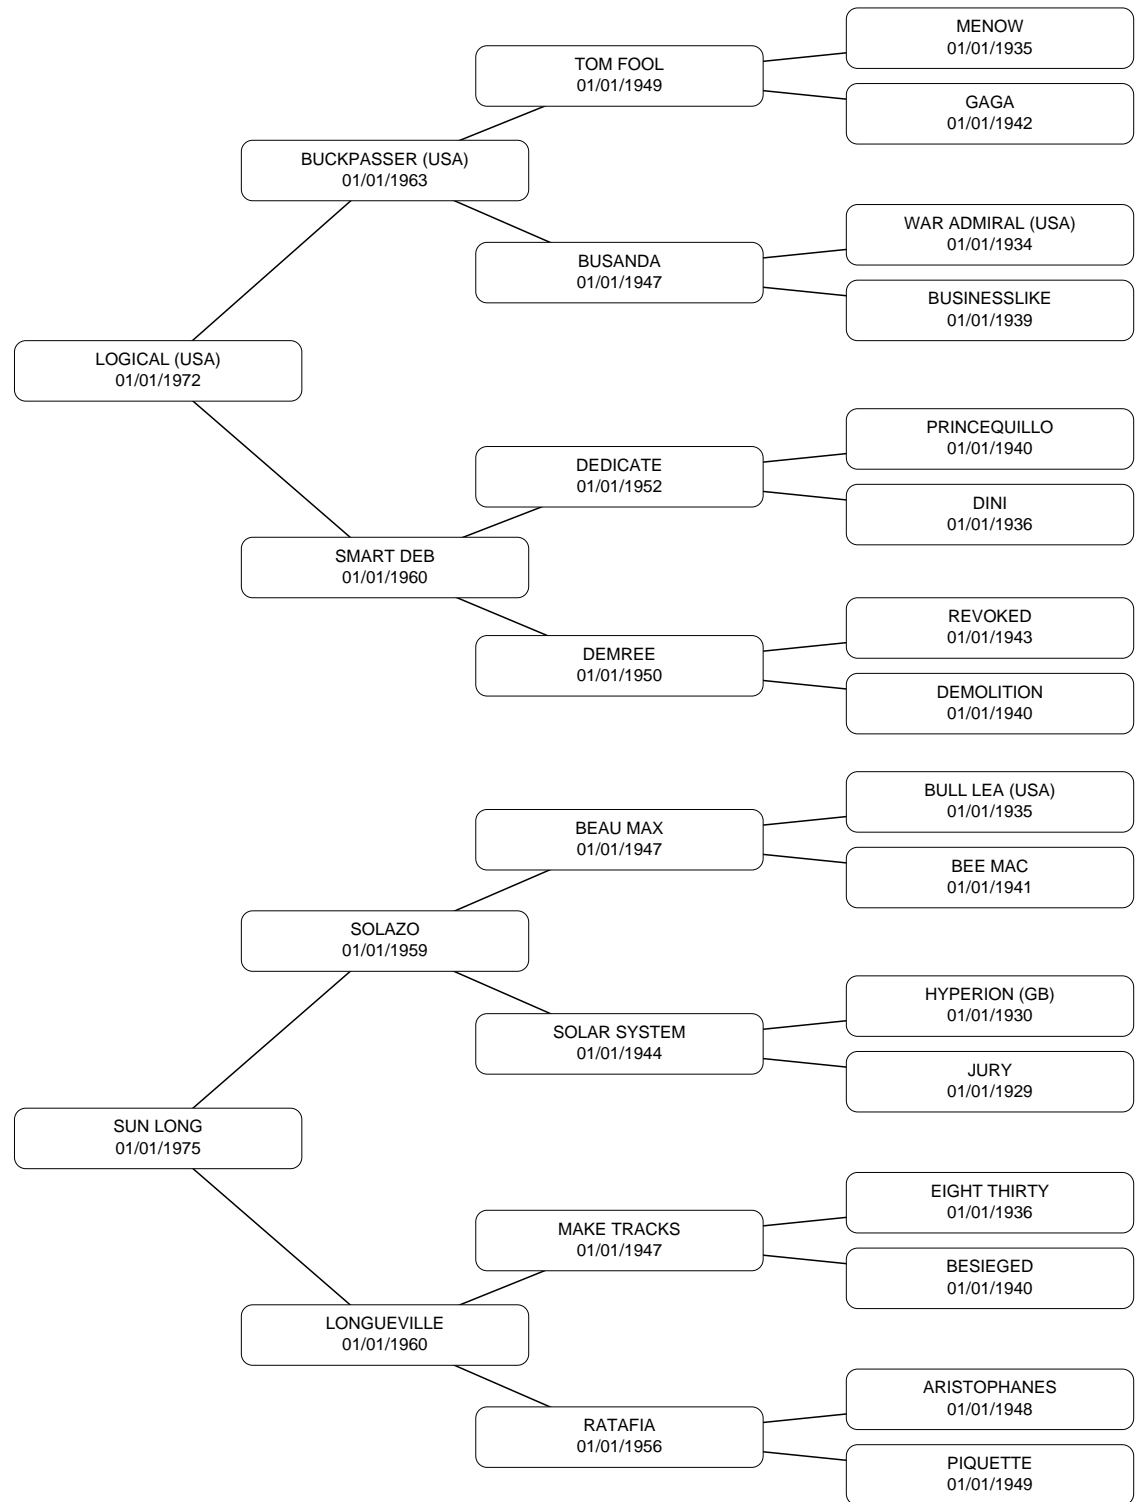 MENOW
01/01/1935
TOM FOOL
01/01/1949
GAGA
01/01/1942
BUCKPASSER (USA)
01/01/1963
WAR ADMIRAL (USA)
01/01/1934
BUSANDA
01/01/1947
BUSINESSLIKE
01/01/1939
LOGICAL (USA)
01/01/1972
PRINCEQUILLO
01/01/1940
DEDICATE
01/01/1952
DINI
01/01/1936
SMART DEB
01/01/1960
REVOKED
01/01/1943
DEMREE
01/01/1950
DEMOLITION
01/01/1940
BULL LEA (USA)
01/01/1935
BEAU MAX
01/01/1947
BEE MAC
01/01/1941
SOLAZO
01/01/1959
HYPERION (GB)
01/01/1930
SOLAR SYSTEM
01/01/1944
JURY
01/01/1929
SUN LONG
01/01/1975
EIGHT THIRTY
01/01/1936
MAKE TRACKS
01/01/1947
BESIEGED
01/01/1940
LONGUEVILLE
01/01/1960
ARISTOPHANES
01/01/1948
RATAFIA
01/01/1956
PIQUETTE
01/01/1949